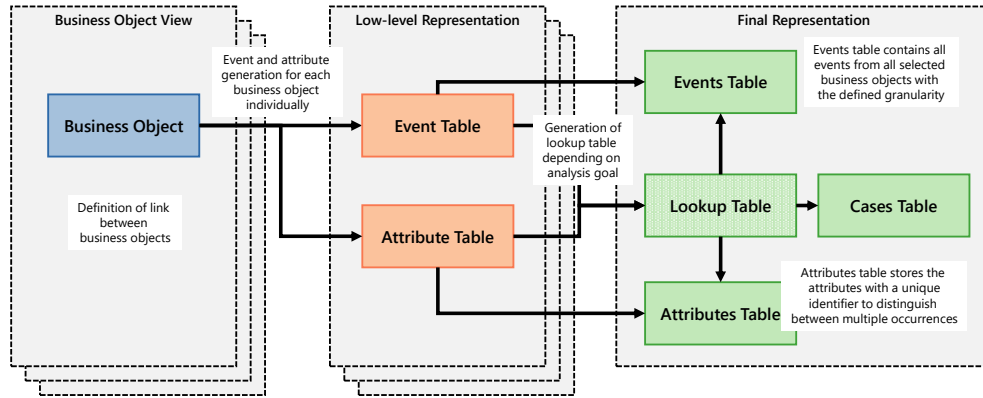 Business Object View
Event and attribute
generation for each
business object
individually
Business Object
Definition of link
between
business objects
Low-level Representation
Event Table
Generation of
lookup table
depending on
analysis goal
Attribute Table
Final Representation
Events Table
Events table contains all
events from all selected
business objects with
the defined granularity
Lookup Table
Cases Table
Attributes Table
Attributes table stores the
attributes with a unique
identifier to distinguish
between multiple occurrences